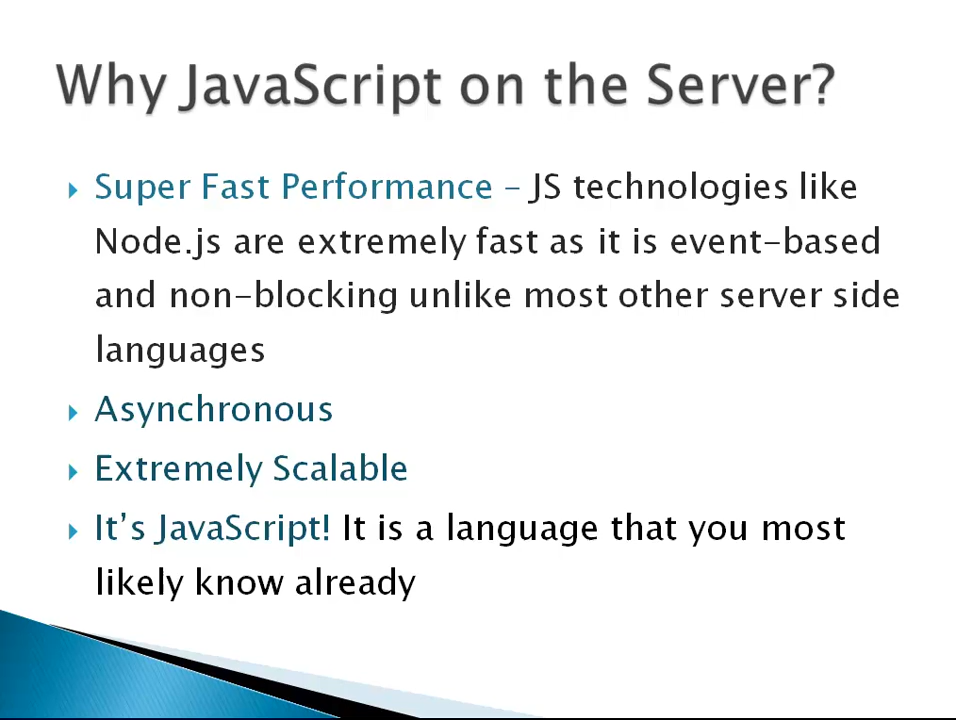 Why JavaScript on the Server?
Super Fast Performance – JS technologies like
Node.js are extremely fast as it is event-based
and non-blocking unlike most other server side
languages
Asynchronous
Extremely Scalable
It’s JavaScript! It is a language that you most
likely know already